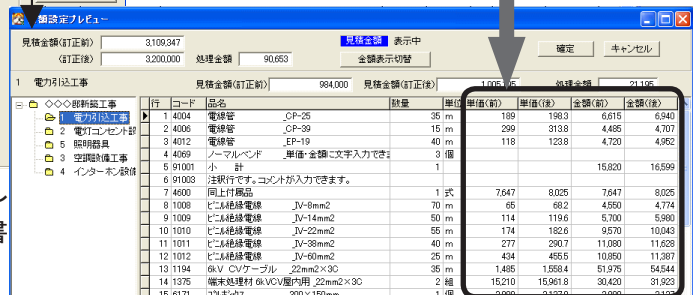 額設定プレビュー
見積金額(訂正前) 3,109,347 見積金額 表示中 確定 キャンセル
(訂正後) 3,200,000 処理金額 90,653 金額表示切替
1 電力引込工事 見積金額(訂正前) 984,000 見積金額(訂正後) 1,005,195 処理金額 21,195
◇◇◇邸新築工事
1 電力引込工事
2 電灯コンセント設
5 照明器具
3 空調設備工事
4 インターホン設備
行 コード 品名 数量 単位 単価(前) 単価(後) 金額(前) 金額(後)
1 4004 電線管 _CP-25 35 m 189 198.3 6,615 6,940
2 4006 電線管 _CP-39 15 m 299 313.8 4,485 4,707
3 4012 電線管 _EP-19 40 m 118 123.8 4,720 4,952
4 4069 ノーマルベンド _単価・金額に文字入力でき 3 個
5 91001 小 計 1 15,820 16,599
6 91003 注釈行です。コメントが入力できます。
7 4600 同上付属品 1 式 7,647 8,025 7,647 8,025
8 1008 ビニル絶縁電線 _IV-8mm2 70 m 65 68.2 4,550 4,774
9 1009 ビニル絶縁電線 _IV-14mm2 50 m 114 119.6 5,700 5,980
10 1010 ビニル絶縁電線 _IV-22mm2 55 m 174 182.6 9,570 10,043
11 1011 ビニル絶縁電線 _IV-38mm2 40 m 277 290.7 11,080 11,628
12 1012 ビニル絶縁電線 _IV-60mm2 25 m 434 455.5 10,850 11,387
13 1194 6kV CVケーブル _22mm2×3C 35 m 1,485 1,558.4 51,975 54,544
14 1375 端末処理材 6kVCV屋内用 _22mm2×3C 2 組 15,210 15,961.8 30,420 31,923
15 6171 200×150mm 1 個
レ
書